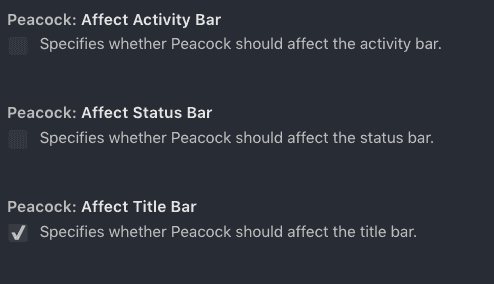 Peacock: Affect Activity Bar
Specifies whether Peacock should affect the activity bar.
Peacock: Affect Status Bar
Specifies whether Peacock should affect the status bar.
Peacock: Affect Title Bar
Specifies whether Peacock should affect the title bar.